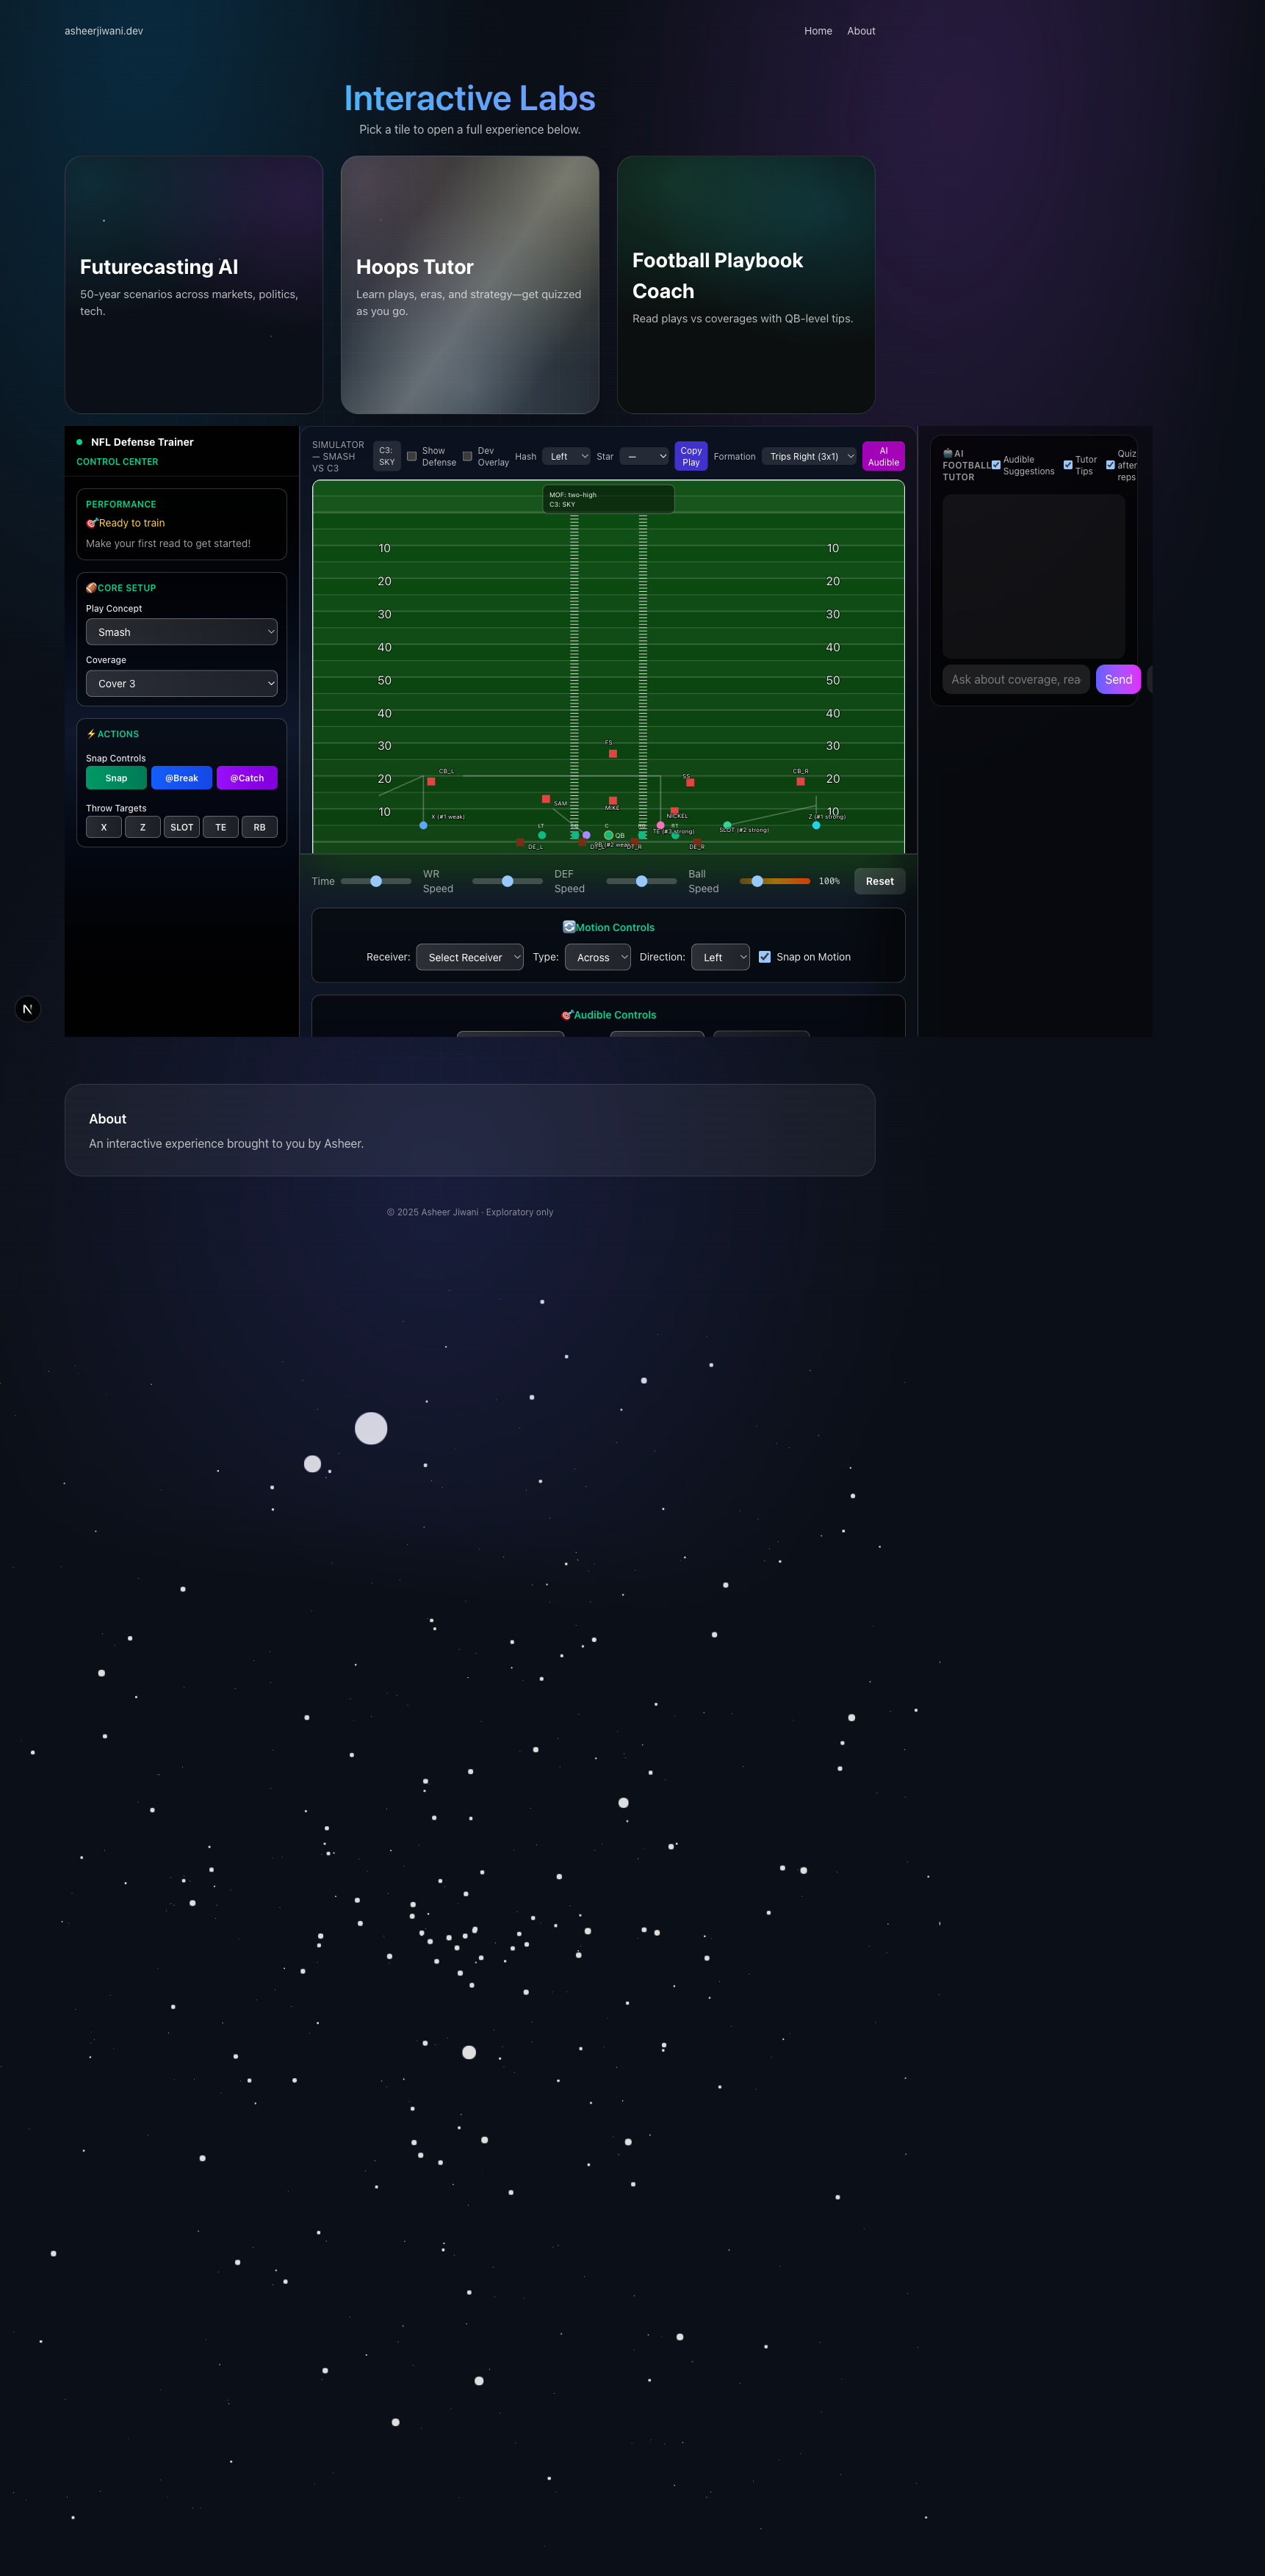 asheerjiwani.dev
Home About
Interactive Labs
Pick a tile to open a full experience below.
Futurecasting AI
50-year scenarios across markets, politics,
tech.
Hoops Tutor
Learn plays, eras, and strategy—get quizzed
as you go.
Football Playbook
Coach
Read plays vs coverages with QB-level tips.
NFL Defense Trainer
CONTROL CENTER
PERFORMANCE
🎯Ready to train
Make your first read to get started!
🏈CORE SETUP
Play Concept
Smash
Coverage
Cover 3
⚡ACTIONS
Snap Controls
Snap @Break @Catch
Throw Targets
X Z SLOT TE RB
SIMULATOR
— SMASH
VS C3
C3:
SKY
Show
Defense
Dev
Overlay
Hash
Left
Star
—
Copy
Play
Formation
Trips Right (3x1)
AI
Audible
MOF: two-high
C3: SKY
10 10
20 20
30 30
40 40
50 50
40 40
30 30
20 20
10 10
FS
CB_L
SS
CB_R
SAM
MIKE
NICKEL
X (#1 weak)
Z (#1 strong)
TE (#3 strong)
SLOT (#2 strong)
LT
C
QB
RT
DE_L
DE_R
Time
WR
Speed
DEF
Speed
Ball
Speed
100%
Reset
🔄Motion Controls
Receiver: Select Receiver Type: Across Direction: Left Snap on Motion
🎯Audible Controls
🤖AI
FOOTBALL
TUTOR
Audible
Suggestions
Tutor
Tips
Quiz
after
reps
Ask about coverage, rea
Send
N
About
An interactive experience brought to you by Asheer.
© 2025 Asheer Jiwani · Exploratory only